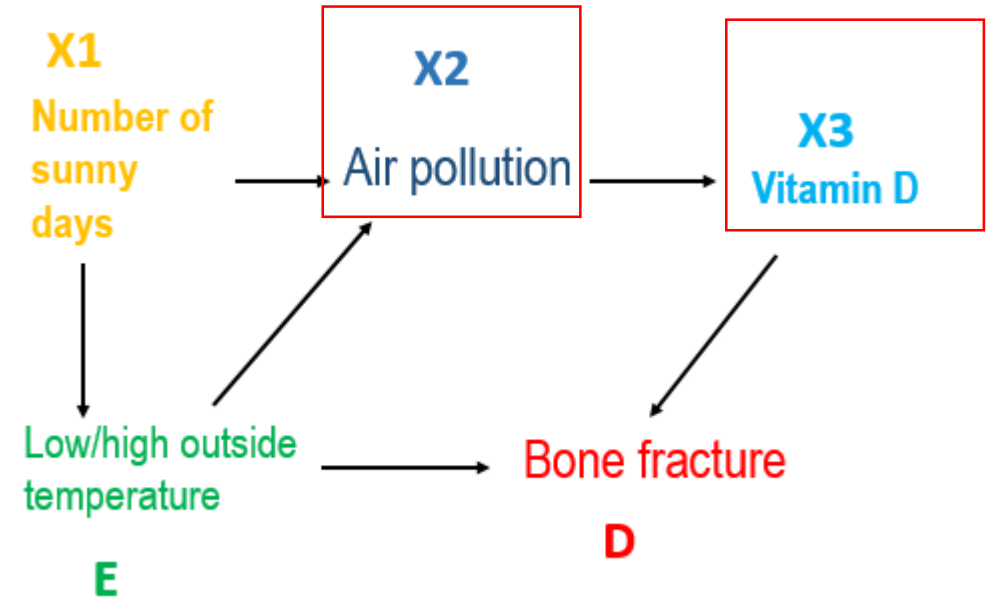 X1
Number of
sunny
days
X2
Air pollution
X3
Vitamin D
Low/high outside
temperature
E
Bone fracture
D